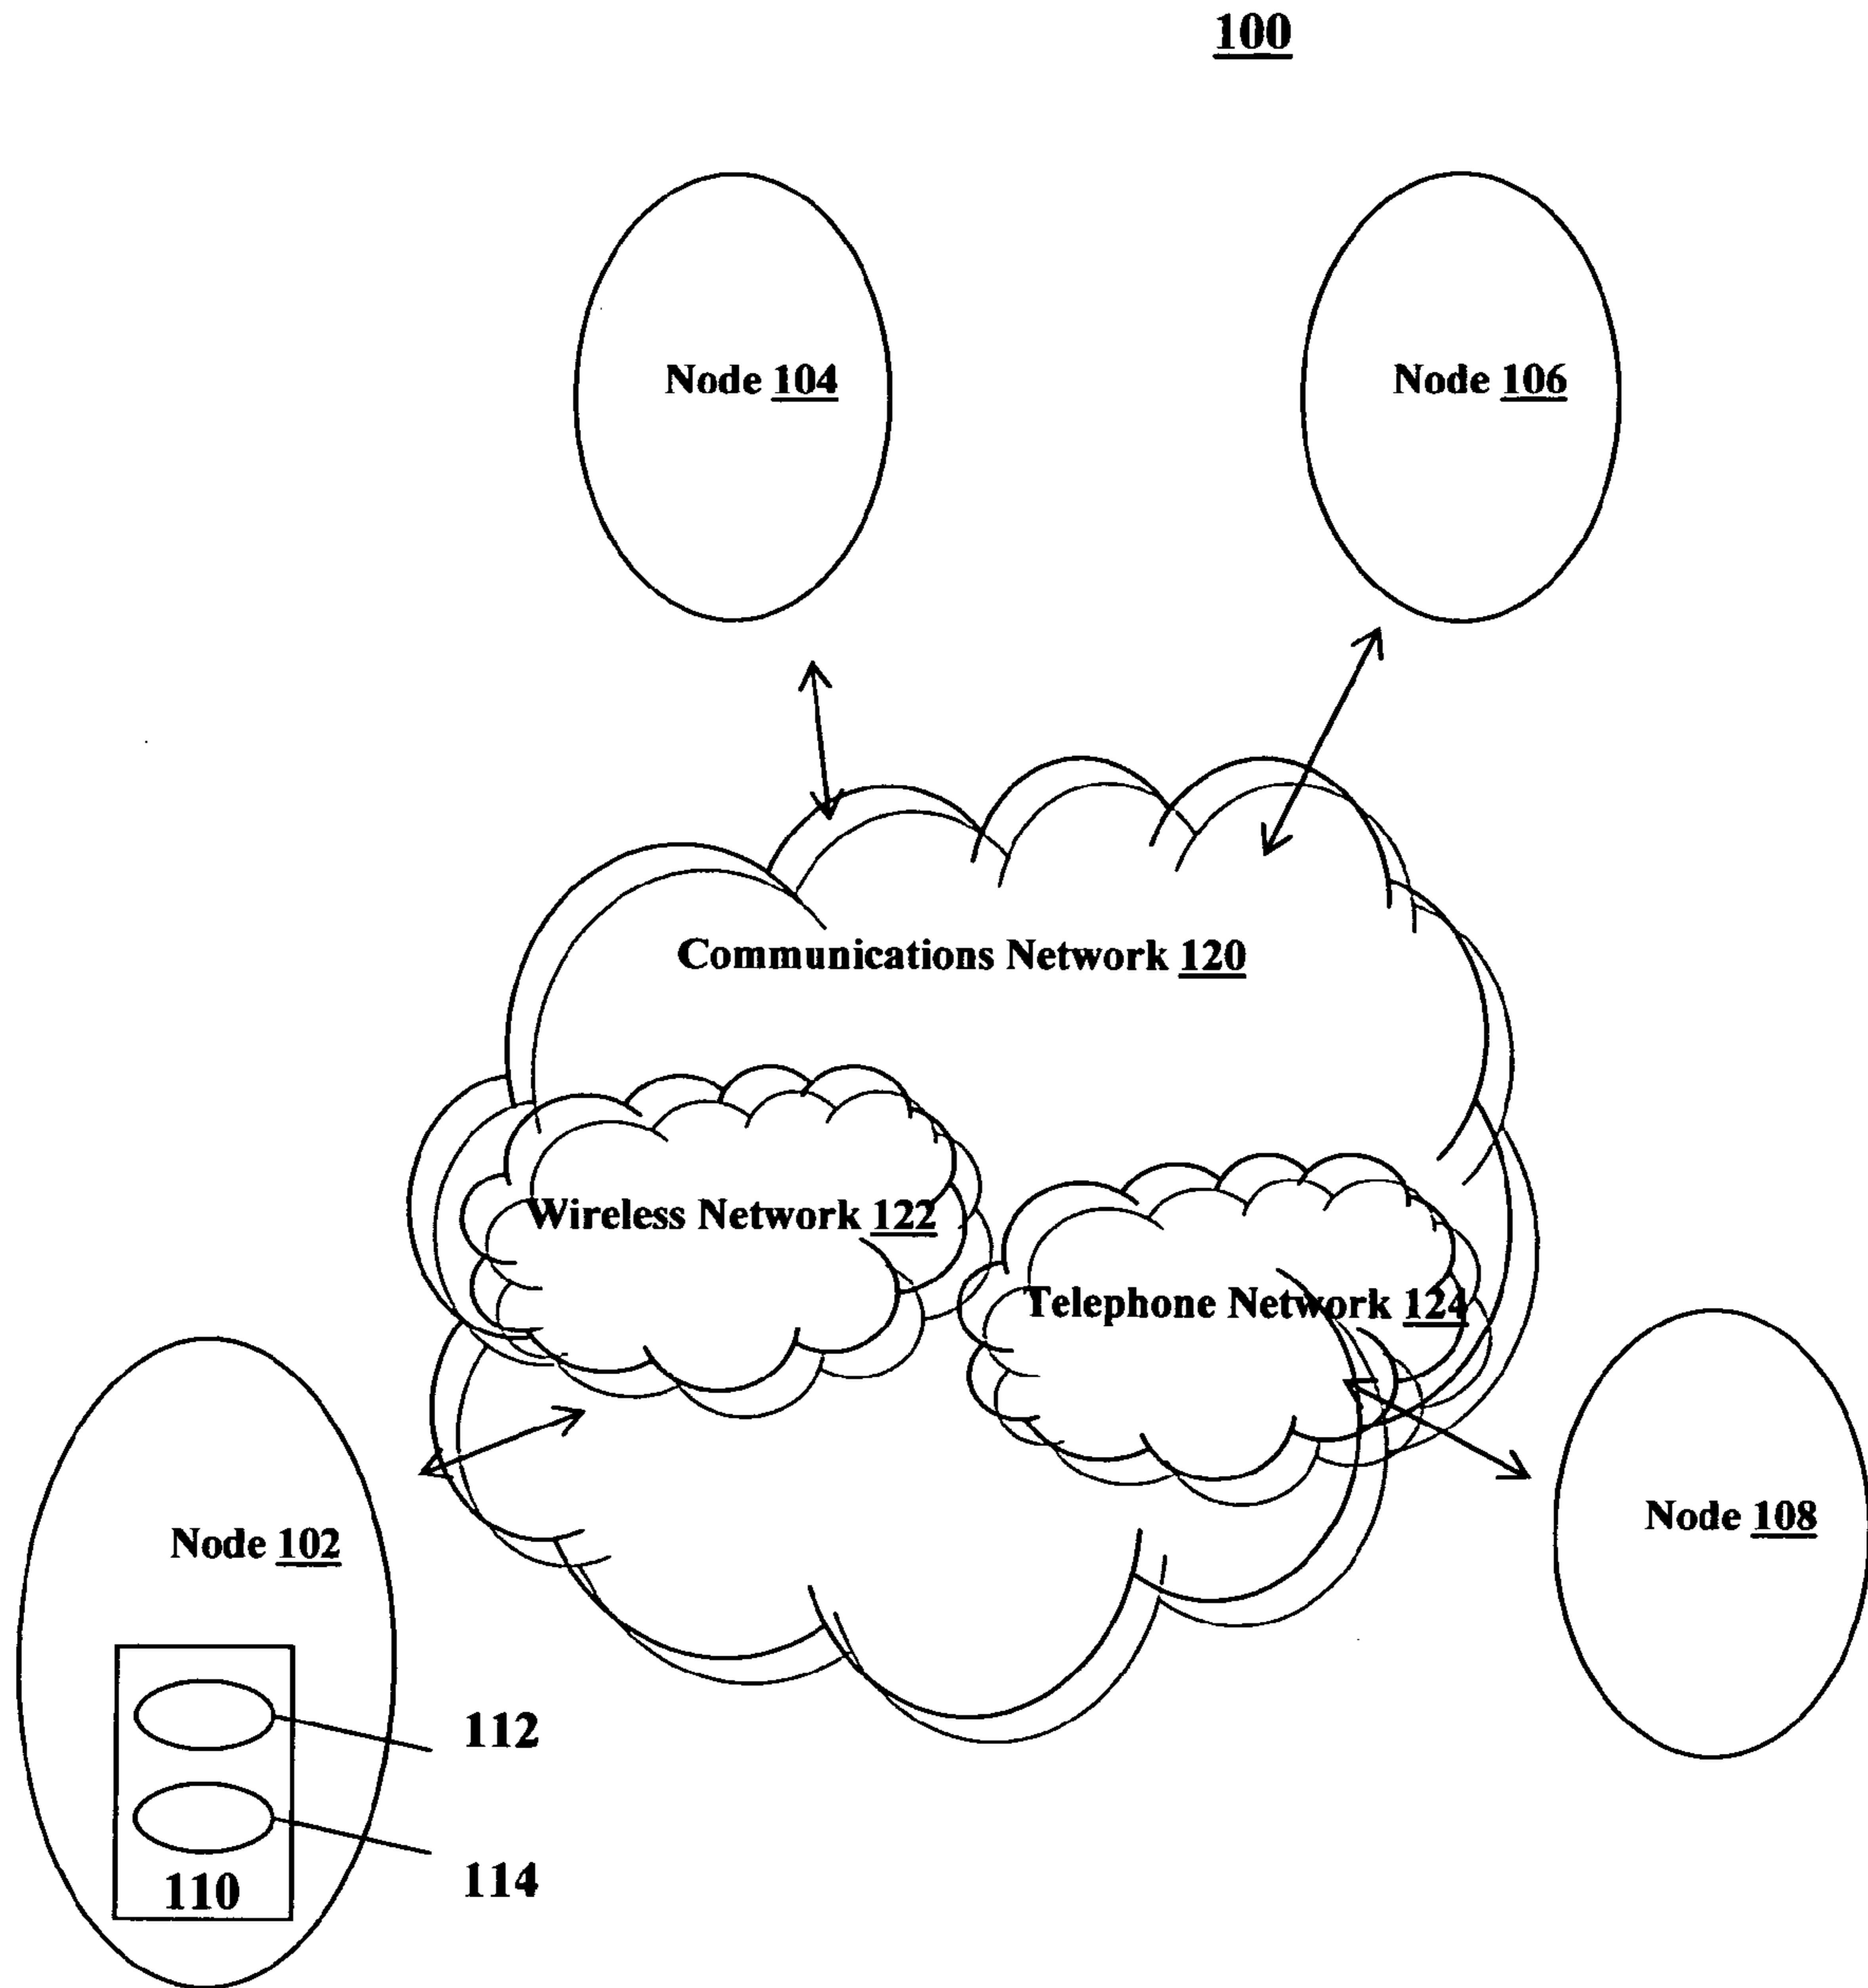 100
Node 104
Node 106
Communications Network 120
Wireless Network 122
Telephone Network 124
Node 108
Node 102
112
114
110